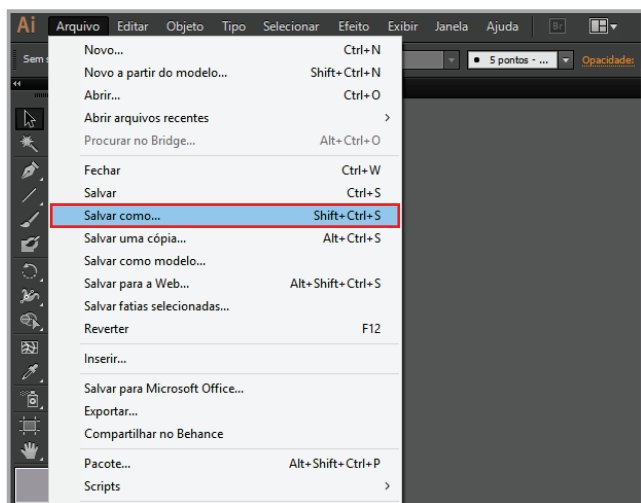 Ai Arquivo Editar Objeto Tipo Selecionar Efeito Exibir Janela Ajuda Br
Sem s
5 pontos - ... Opacidade:
Novo... Ctrl+N
Novo a partir do modelo... Shift+Ctrl+N
Abrir... Ctrl+O
Abrir arquivos recentes >
Procurar no Bridge... Alt+Ctrl+O
Fechar Ctrl+W
Salvar Ctrl+S
Salvar como... Shift+Ctrl+S
Salvar uma cópia... Alt+Ctrl+S
Salvar como modelo...
Salvar para a Web... Alt+Shift+Ctrl+S
Salvar fatias selecionadas...
Reverter F12
Inserir...
Salvar para Microsoft Office...
Exportar...
Compartilhar no Behance
Pacote... Alt+Shift+Ctrl+P
Scripts >